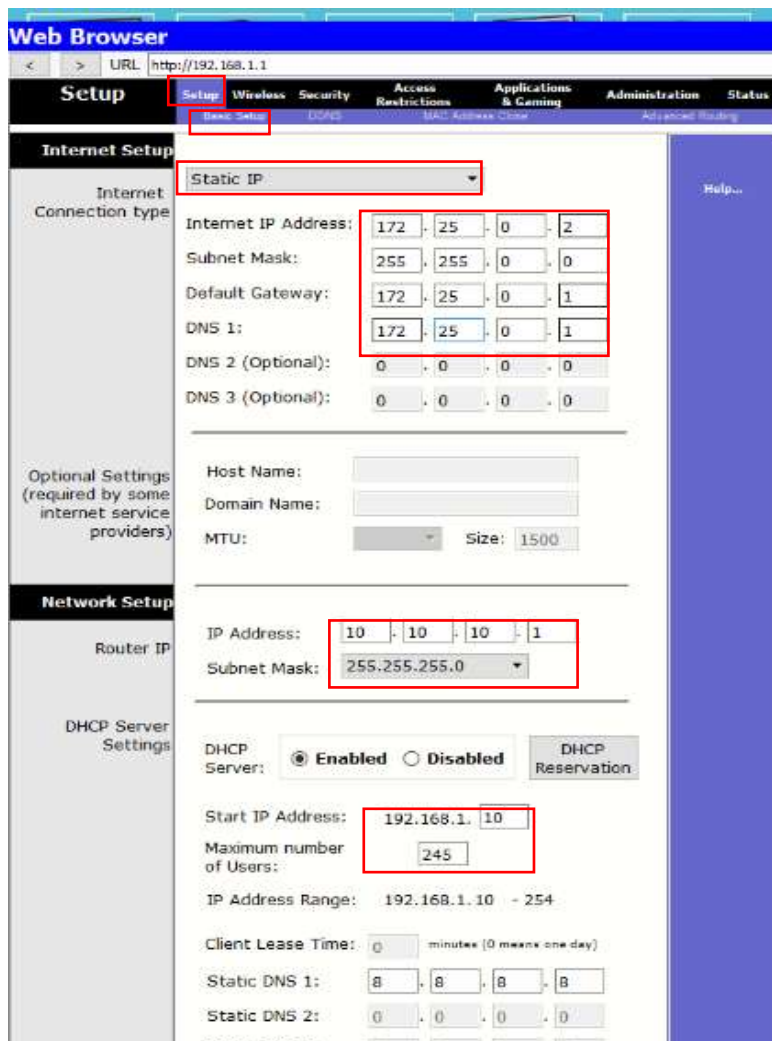 Web Browser
< > URL http://192.168.1.1
Setup Setup Wireless Security Access Restrictions Applications & Gaming Administration Status
Basic Setup DDNS MAC Address Clone Advanced Routing
Internet Setup
Internet Connection type
Static IP
Help...
Internet IP Address: 172 . 25 . 0 . 2
Subnet Mask: 255 . 255 . 0 . 0
Default Gateway: 172 . 25 . 0 . 1
DNS 1: 172 . 25 . 0 . 1
DNS 2 (Optional): 0 . 0 . 0 . 0
DNS 3 (Optional): 0 . 0 . 0 . 0
Optional Settings
(required by some
internet service
providers)
Host Name:
Domain Name:
MTU: Size: 1500
Network Setup
Router IP
IP Address: 10 . 10 . 10 . 1
Subnet Mask: 255.255.255.0
DHCP Server
Settings
DHCP Server: Enabled Disabled DHCP Reservation
Start IP Address: 192.168.1. 10
Maximum number
of Users: 245
IP Address Range: 192.168.1.10 - 254
Client Lease Time: 0 minutes (0 means one day)
Static DNS 1: 8 . 8 . 8 . 8
Static DNS 2: 0 . 0 . 0 . 0